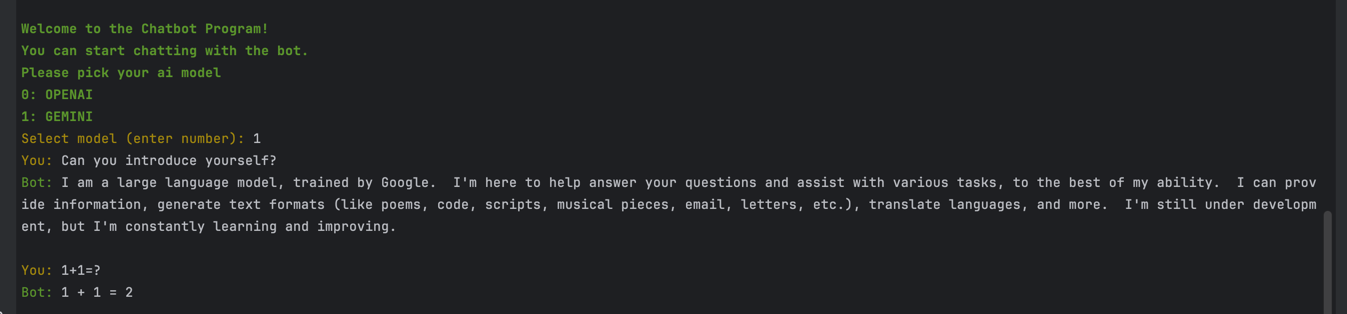 Welcome to the Chatbot Program!
You can start chatting with the bot.
Please pick your ai model
0: OPENAI
1: GEMINI
Select model (enter number): 1
You: Can you introduce yourself?
Bot: I am a large language model, trained by Google.  I'm here to help answer your questions and assist with various tasks, to the best of my ability.  I can prov
ide information, generate text formats (like poems, code, scripts, musical pieces, email, letters, etc.), translate languages, and more.  I'm still under developm
ent, but I'm constantly learning and improving.
You: 1+1=?
Bot: 1 + 1 = 2